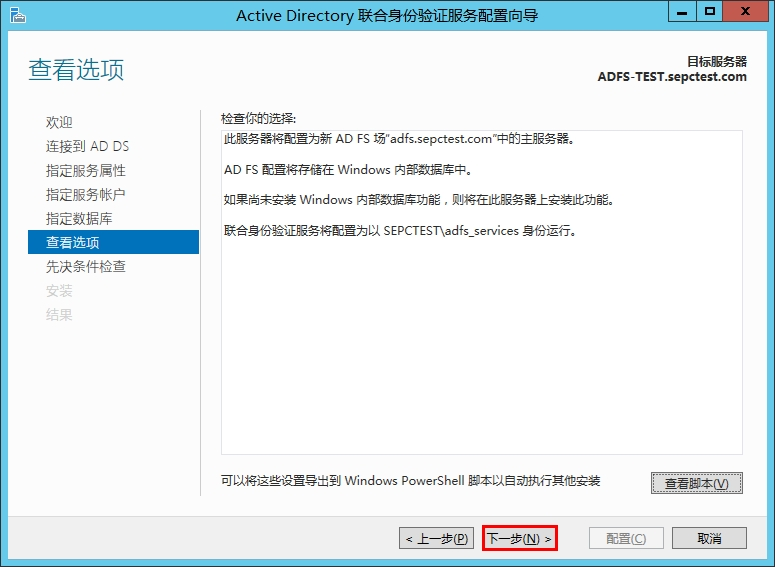 Active Directory 联合身份验证服务配置向导
查看选项
目标服务器
ADFS-TEST.sepctest.com
欢迎
连接到 AD DS
指定服务属性
指定服务帐户
指定数据库
查看选项
先决条件检查
安装
结果
检查你的选择:
此服务器将配置为新 AD FS 场"adfs.sepctest.com"中的主服务器。
AD FS 配置将存储在 Windows 内部数据库中。
如果尚未安装 Windows 内部数据库功能，则将在此服务器上安装此功能。
联合身份验证服务将配置为以 SEPCTEST\adfs_services 身份运行。
可以将这些设置导出到 Windows PowerShell 脚本以自动执行其他安装
查看脚本(V)
< 上一步(P)
下一步(N) >
配置(C)
取消